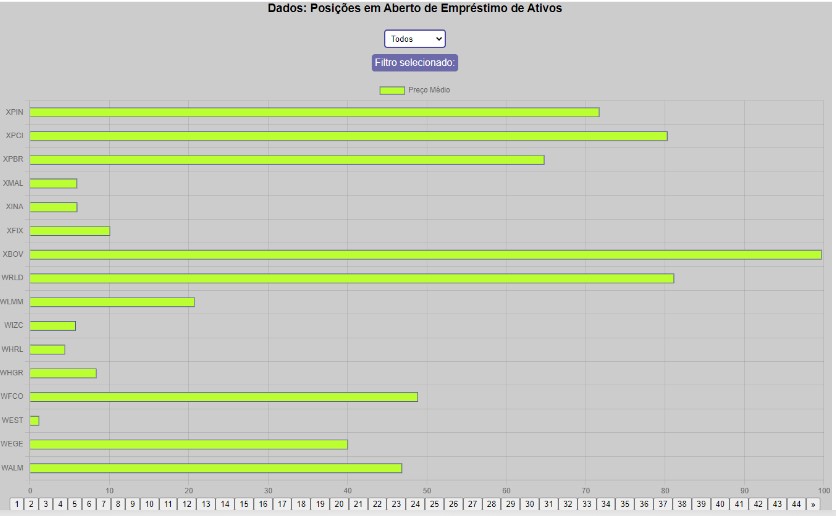 Dados: Posições em Aberto de Empréstimo de Ativos
Todos
Filtro selecionado:
Preço Médio
XPIN
XPCI
XPBR
XMAL
XINA
XFIX
XBOV
WRLD
WLMM
WIZC
WHRL
WHGR
WFCO
WEST
WEGE
WALM
0 10 20 30 40 50 60 70 80 90 100
1 2 3 4 5 6 7 8 9 10 11 12 13 14 15 16 17 18 19 20 21 22 23 24 25 26 27 28 29 30 31 32 33 34 35 36 37 38 39 40 41 42 43 44 »